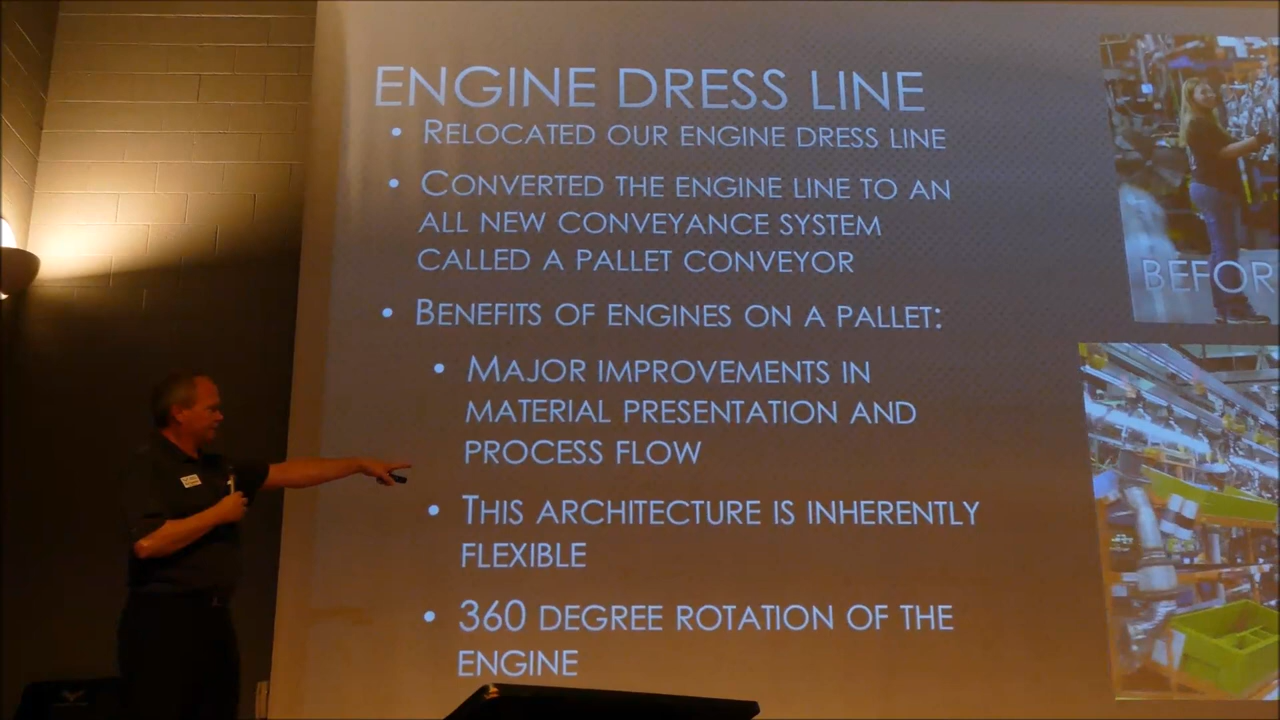 ENGINE DRESS LINE
• RELOCATED OUR ENGINE DRESS LINE
• CONVERTED THE ENGINE LINE TO AN
ALL NEW CONVEYANCE SYSTEM
CALLED A PALLET CONVEYOR
• BENEFITS OF ENGINES ON A PALLET:
• MAJOR IMPROVEMENTS IN
MATERIAL PRESENTATION AND
PROCESS FLOW
• THIS ARCHITECTURE IS INHERENTLY
FLEXIBLE
• 360 DEGREE ROTATION OF THE
ENGINE
BEFOR